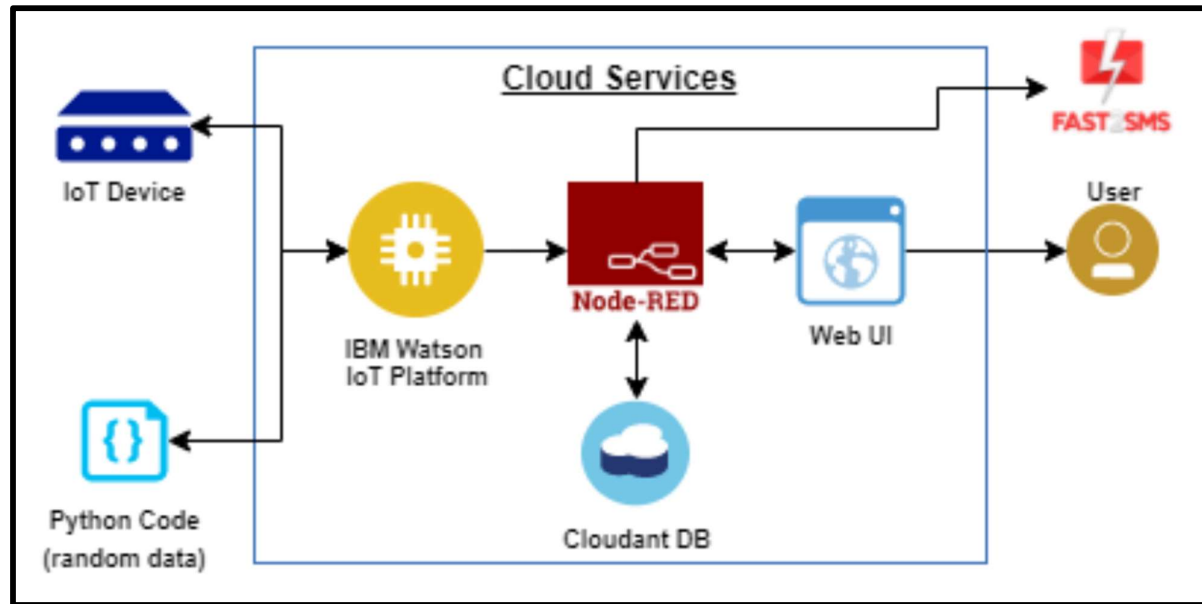 Cloud Services
FAST2SMS
IoT Device
User
Node-RED
Web UI
IBM Watson
IoT Platform
Python Code
(random data)
Cloudant DB
{}